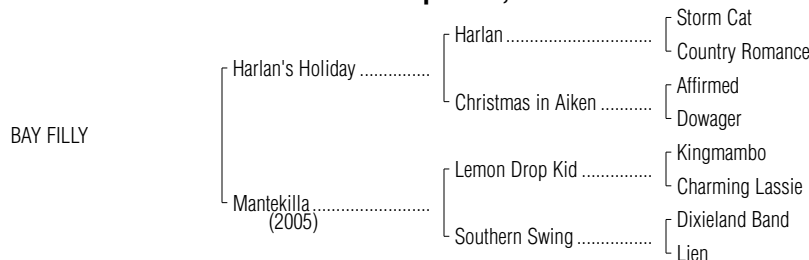 Harlan
Storm Cat
Country Romance
Harlan's Holiday
Christmas in Aiken
Affirmed
Dowager
BAY FILLY
Mantekilla
(2005)
Lemon Drop Kid
Kingmambo
Charming Lassie
Southern Swing
Dixieland Band
Lien